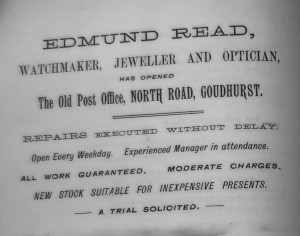 EDMUND READ,
WATCHMAKER, JEWELLER AND OPTICIAN,
HAS OPENED
The Old Post Office, NORTH ROAD, GOUDHURST.
REPAIRS EXECUTED WITHOUT DELAY.
Open Every Weekday. Experienced Manager in attendance.
ALL WORK GUARANTEED. MODERATE CHARGES.
NEW STOCK SUITABLE FOR INEXPENSIVE PRESENTS.
— A TRIAL SOLICITED. —